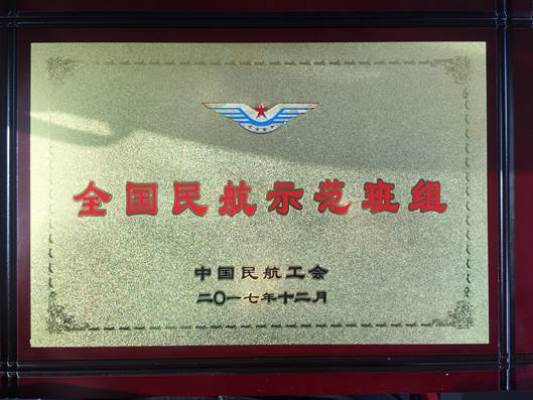 全国民航示范班组
中国民航工会
二〇一七年十二月